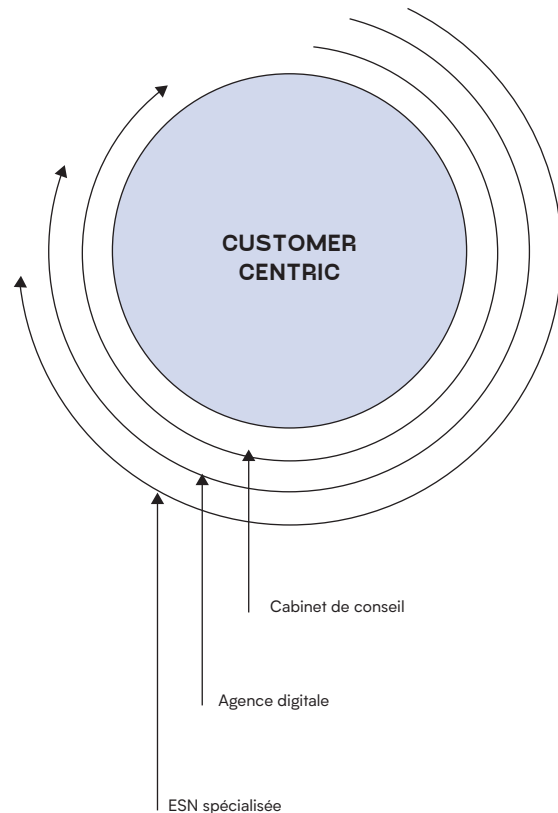 CUSTOMER
CENTRIC
Cabinet de conseil
Agence digitale
ESN spécialisée